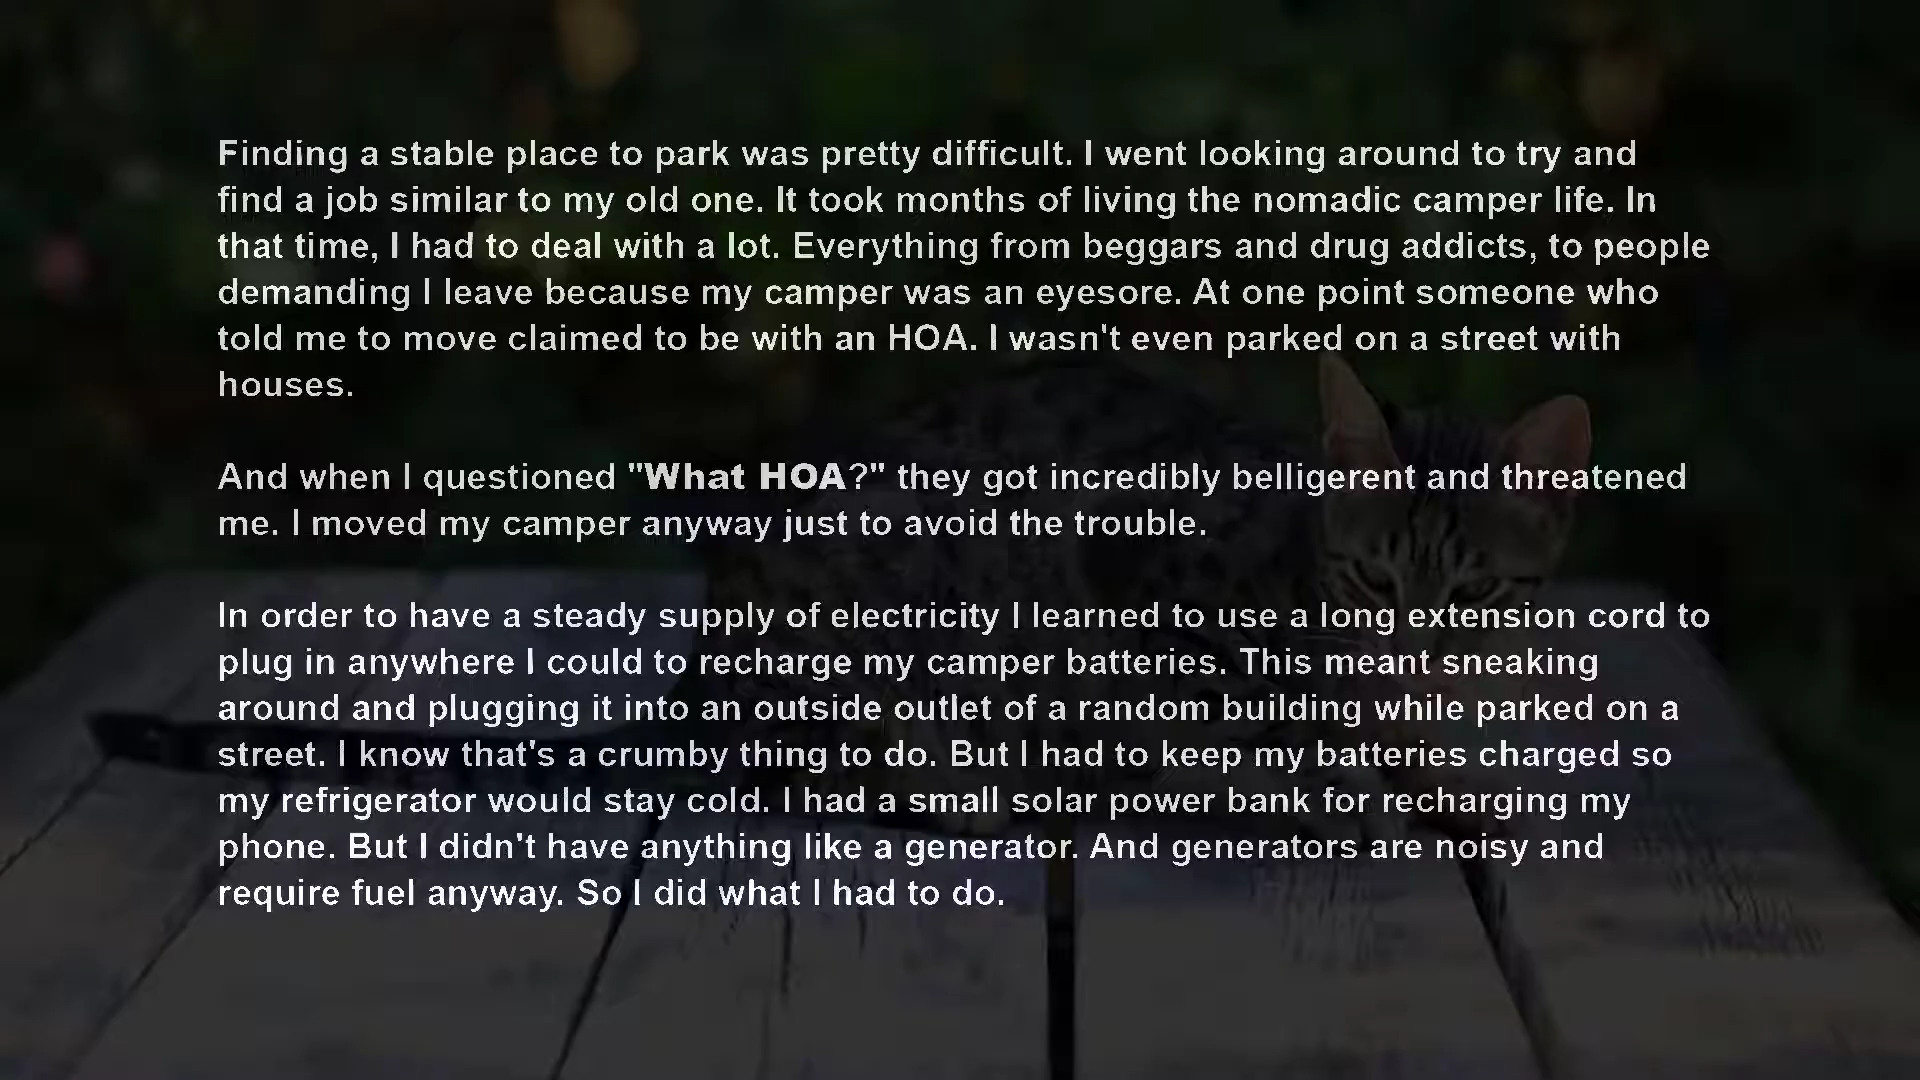 Finding a stable place to park was pretty difficult. I went looking around to try and
find a job similar to my old one. It took months of living the nomadic camper life. In
that time, I had to deal with a lot. Everything from beggars and drug addicts, to people
demanding I leave because my camper was an eyesore. At one point someone who
told me to move claimed to be with an HOA. I wasn't even parked on a street with
houses.
And when I questioned "What HOA?" they got incredibly belligerent and threatened
me. I moved my camper anyway just to avoid the trouble.
In order to have a steady supply of electricity I learned to use a long extension cord to
plug in anywhere I could to recharge my camper batteries. This meant sneaking
around and plugging it into an outside outlet of a random building while parked on a
street. I know that's a crumby thing to do. But I had to keep my batteries charged so
my refrigerator would stay cold. I had a small solar power bank for recharging my
phone. But I didn't have anything like a generator. And generators are noisy and
require fuel anyway. So I did what I had to do.